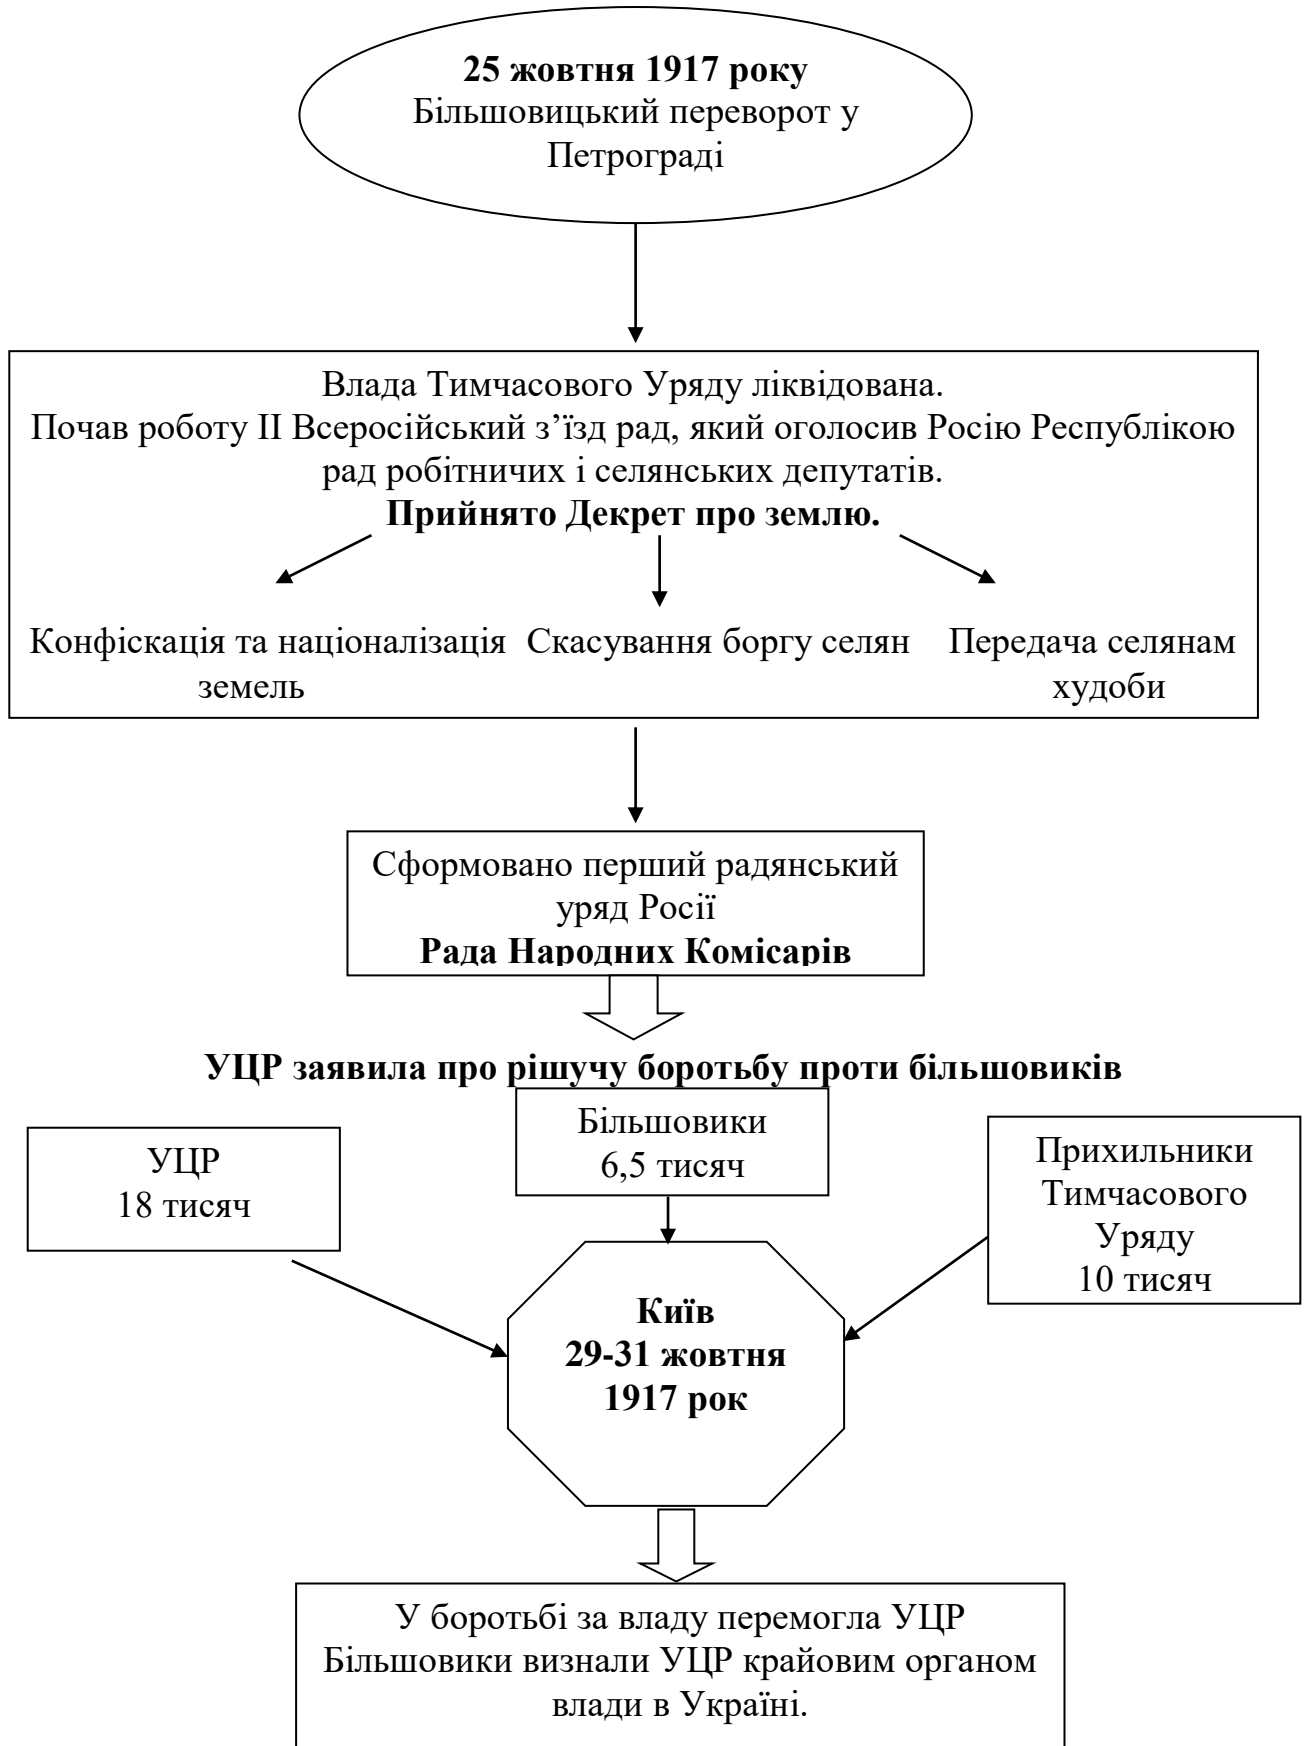 25 жовтня 1917 року
Більшовицький переворот у
Петрограді
Влада Тимчасового Уряду ліквідована.
Почав роботу ІІ Всеросійський з’їзд рад, який оголосив Росію Республікою
рад робітничих і селянських депутатів.
Прийнято Декрет про землю.
Конфіскація та націоналізація
земель
Скасування боргу селян
Передача селянам
худоби
Сформовано перший радянський
уряд Росії
Рада Народних Комісарів
УЦР заявила про рішучу боротьбу проти більшовиків
УЦР
18 тисяч
Більшовики
6,5 тисяч
Прихильники
Тимчасового
Уряду
10 тисяч
Київ
29-31 жовтня
1917 рок
У боротьбі за владу перемогла УЦР
Більшовики визнали УЦР крайовим органом
влади в Україні.